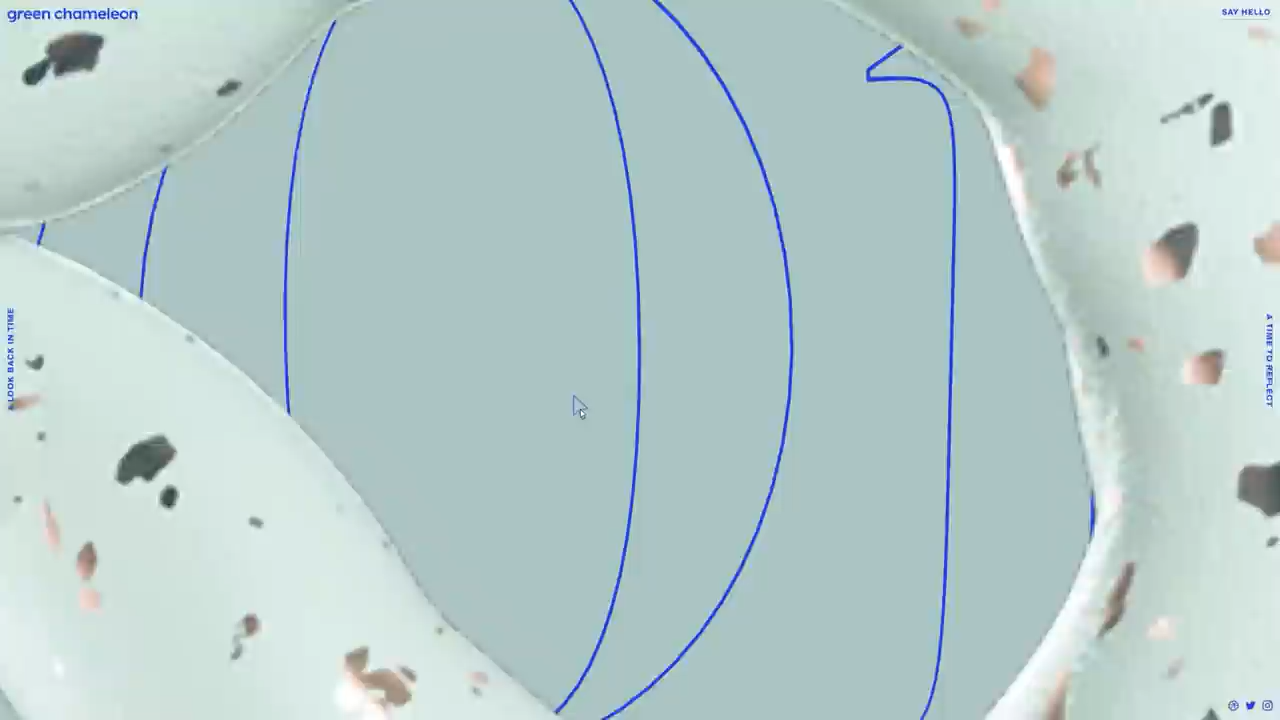 green chameleon
SAY HELLO
A LOOK BACK IN TIME
A TIME TO REFLECT